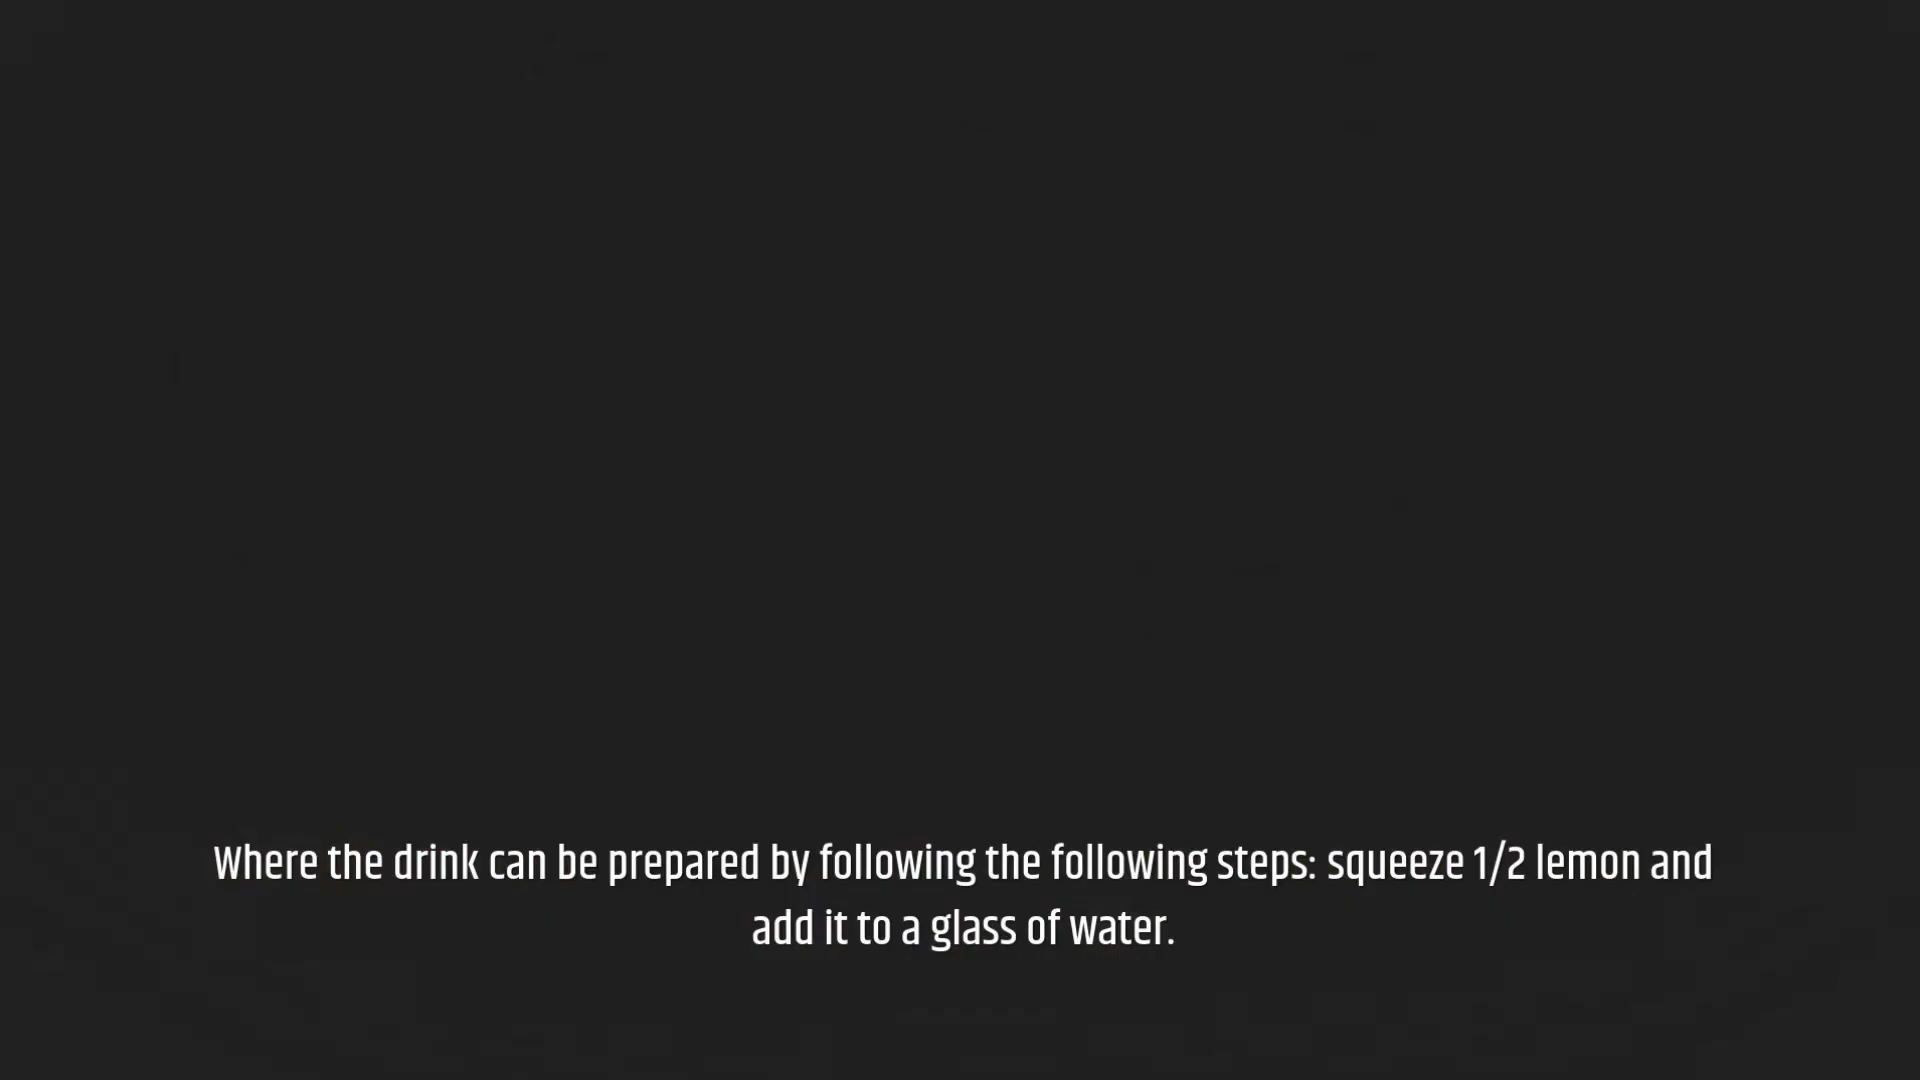 Where the drink can be prepared by following the following steps: squeeze 1/2 lemon and
add it to a glass of water.